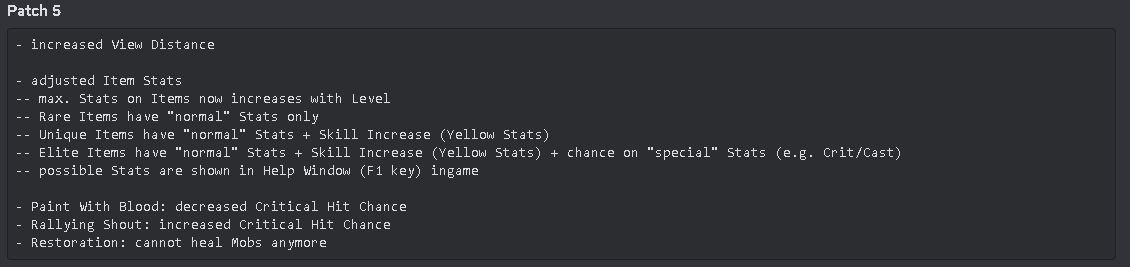 Patch 5
- increased View Distance
- adjusted Item Stats
-- max. Stats on Items now increases with Level
-- Rare Items have "normal" Stats only
-- Unique Items have "normal" Stats + Skill Increase (Yellow Stats)
-- Elite Items have "normal" Stats + Skill Increase (Yellow Stats) + chance on "special" Stats (e.g. Crit/Cast)
-- possible Stats are shown in Help Window (F1 key) ingame
- Paint With Blood: decreased Critical Hit Chance
- Rallying Shout: increased Critical Hit Chance
- Restoration: cannot heal Mobs anymore